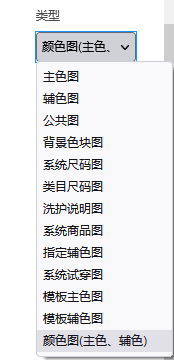 类型
颜色图(主色、
主色图
辅色图
公共图
背景色块图
系统尺码图
类目尺码图
洗护说明图
系统商品图
指定辅色图
系统试穿图
模板主色图
模板辅色图
颜色图(主色、辅色)